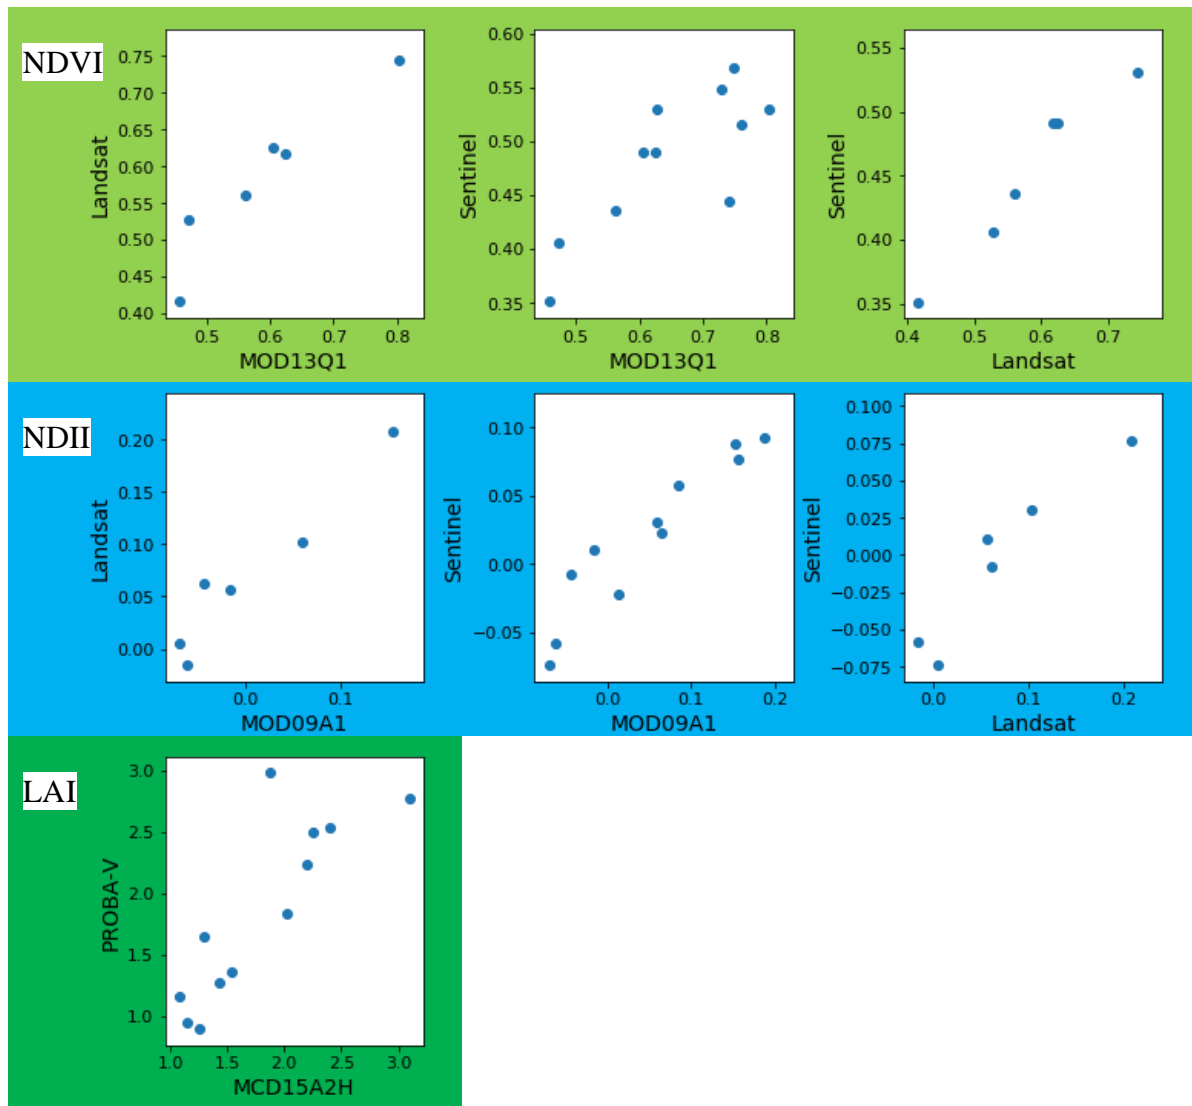 NDVI
Landsat
0.75
0.70
0.65
0.60
0.55
0.50
0.45
0.40
0.5 0.6 0.7 0.8
MOD13Q1
Sentinel
0.60
0.55
0.50
0.45
0.40
0.35
0.5 0.6 0.7 0.8
MOD13Q1
Sentinel
0.55
0.50
0.45
0.40
0.35
0.4 0.5 0.6 0.7
Landsat
NDII
Landsat
0.20
0.15
0.10
0.05
0.00
0.0 0.1
MOD09A1
Sentinel
0.10
0.05
0.00
−0.05
0.0 0.1 0.2
MOD09A1
Sentinel
0.100
0.075
0.050
0.025
0.000
−0.025
−0.050
−0.075
0.0 0.1 0.2
Landsat
LAI
PROBA-V
3.0
2.5
2.0
1.5
1.0
1.0 1.5 2.0 2.5 3.0
MCD15A2H